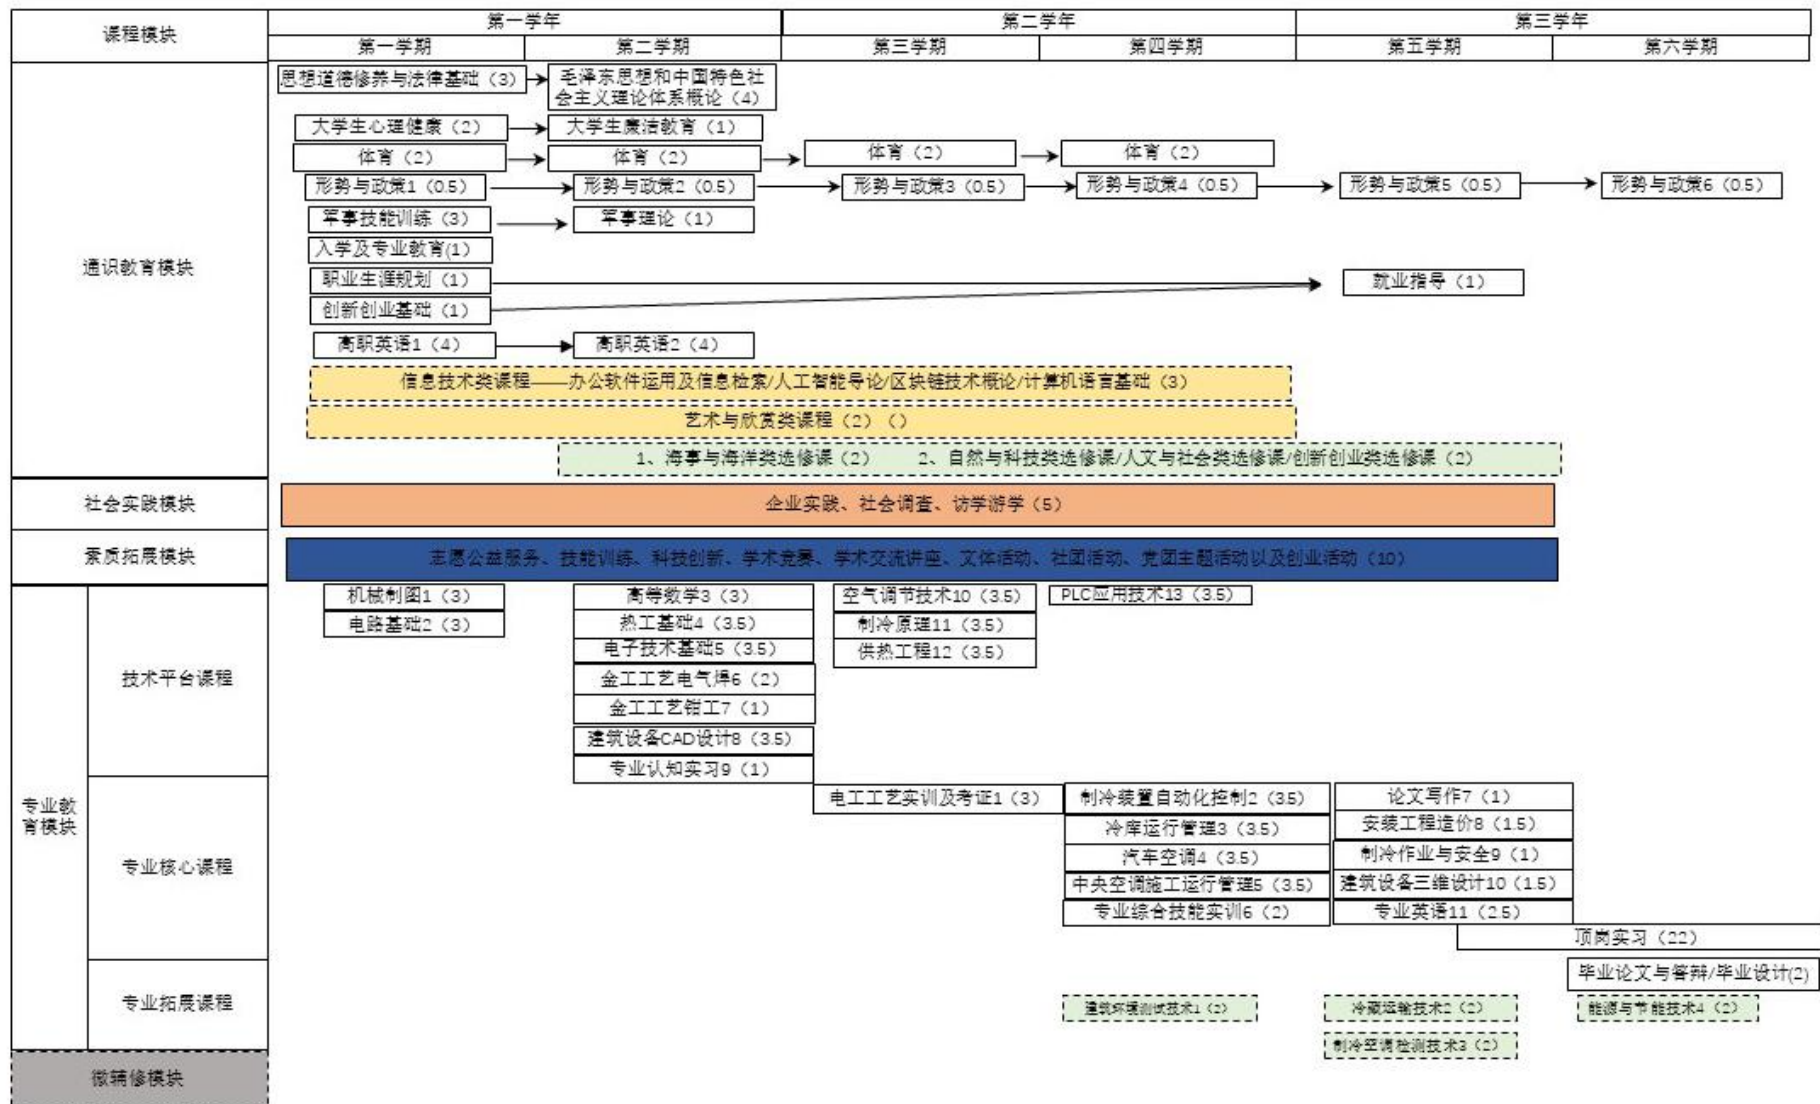 课程模块
第一学年
第二学年
第三学年
第一学期
第二学期
第三学期
第四学期
第五学期
第六学期
通识教育模块
思想道德修养与法律基础（3）
毛泽东思想和中国特色社
会主义理论体系概论（4）
大学生心理健康（2）
大学生廉洁教育（1）
体育（2）
体育（2）
体育（2）
体育（2）
形势与政策1（0.5）
形势与政策2（0.5）
形势与政策3（0.5）
形势与政策4（0.5）
形势与政策5（0.5）
形势与政策6（0.5）
军事技能训练（3）
军事理论（1）
入学及专业教育(1）
职业生涯规划（1）
就业指导（1）
创新创业基础（1）
高职英语1（4）
高职英语2（4）
信息技术类课程——办公软件运用及信息检索/人工智能导论/区块链技术概论/计算机语言基础（3）
艺术与欣赏类课程（2）（）
1、海事与海洋类选修课（2） 2、自然与科技类选修课/人文与社会类选修课/创新创业类选修课（2）
社会实践模块
企业实践、社会调查、访学游学（5）
素质拓展模块
志愿公益服务、技能训练、科技创新、学术竞赛、学术交流讲座、文体活动、社团活动、党团主题活动以及创业活动（10）
专业教
育模块
技术平台课程
机械制图1（3）
高等数学3（3）
空气调节技术10（3.5）
PLC应用技术13（3.5）
电路基础2（3）
热工基础4（3.5）
制冷原理11（3.5）
电子技术基础5（3.5）
供热工程12（3.5）
金工工艺电气焊6（2）
金工工艺钳工7（1）
建筑设备CAD设计8（3.5）
专业认知实习9（1）
专业核心课程
电工工艺实训及考证1（3）
制冷装置自动化控制2（3.5）
论文写作7（1）
冷库运行管理3（3.5）
安装工程造价8（1.5）
汽车空调4（3.5）
制冷作业与安全9（1）
中央空调施工运行管理5（3.5）
建筑设备三维设计10（1.5）
专业综合技能实训6（2）
专业英语11（2.5）
顶岗实习（22）
毕业论文与答辩/毕业设计(2)
专业拓展课程
建筑环境测试技术1（2）
冷藏运输技术2（2）
能源与节能技术4（2）
制冷空调检测技术3（2）
微辅修模块